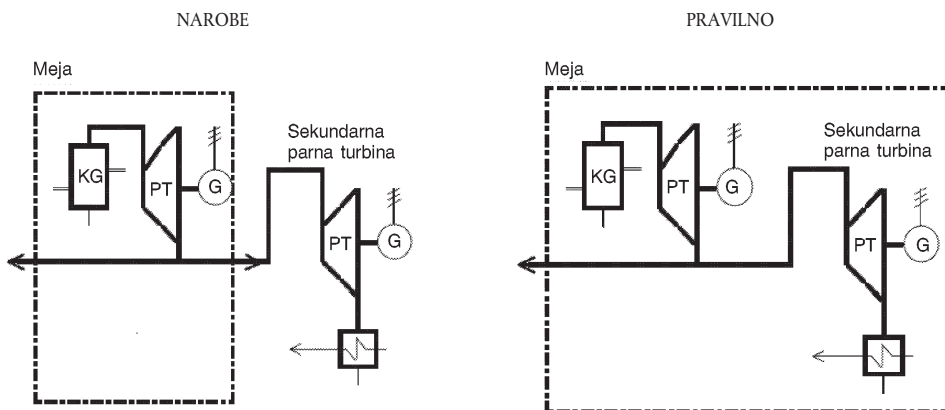 NAROBE
Meja
KG
PT
G
Sekundarna
parna turbina
PT
G
PRAVILNO
Meja
KG
PT
G
Sekundarna
parna turbina
PT
G